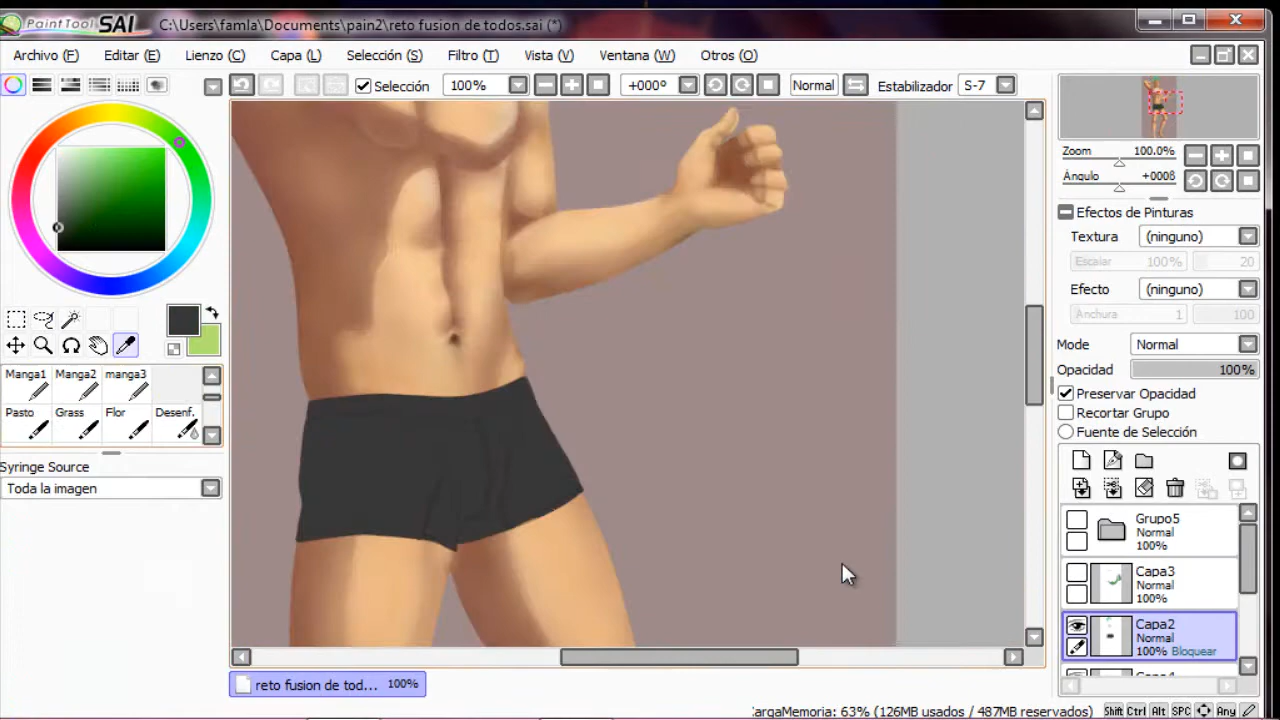 PaintTool SAI C:\Users\famla\Documents\pain2\reto fusion de todos.sai (*)
Archivo (F) Editar (E) Lienzo (C) Capa (L) Selección (S) Filtro (T) Vista (V) Ventana (W) Otros (O)
Selección 100% +000º Normal Estabilizador S-7
Zoom 100.0%
Ángulo +000§
Efectos de Pinturas
Textura (ninguno)
Escalar 100% 20
Efecto (ninguno)
Anchura 1 100
Modo Normal
Opacidad 100%
Preservar Opacidad
Recortar Grupo
Fuente de Selección
Manga1 Manga2 manga3
Pasto Grass Flor Desenf.
Syringe Source
Toda la imagen
Grupo5
Normal
100%
Capa3
Normal
100%
Capa2
Normal
100% Bloquear
reto fusion de tod... 100%
argaMemoria: 63% (126MB usados / 487MB reservados) Shift Ctrl Alt SPC Any